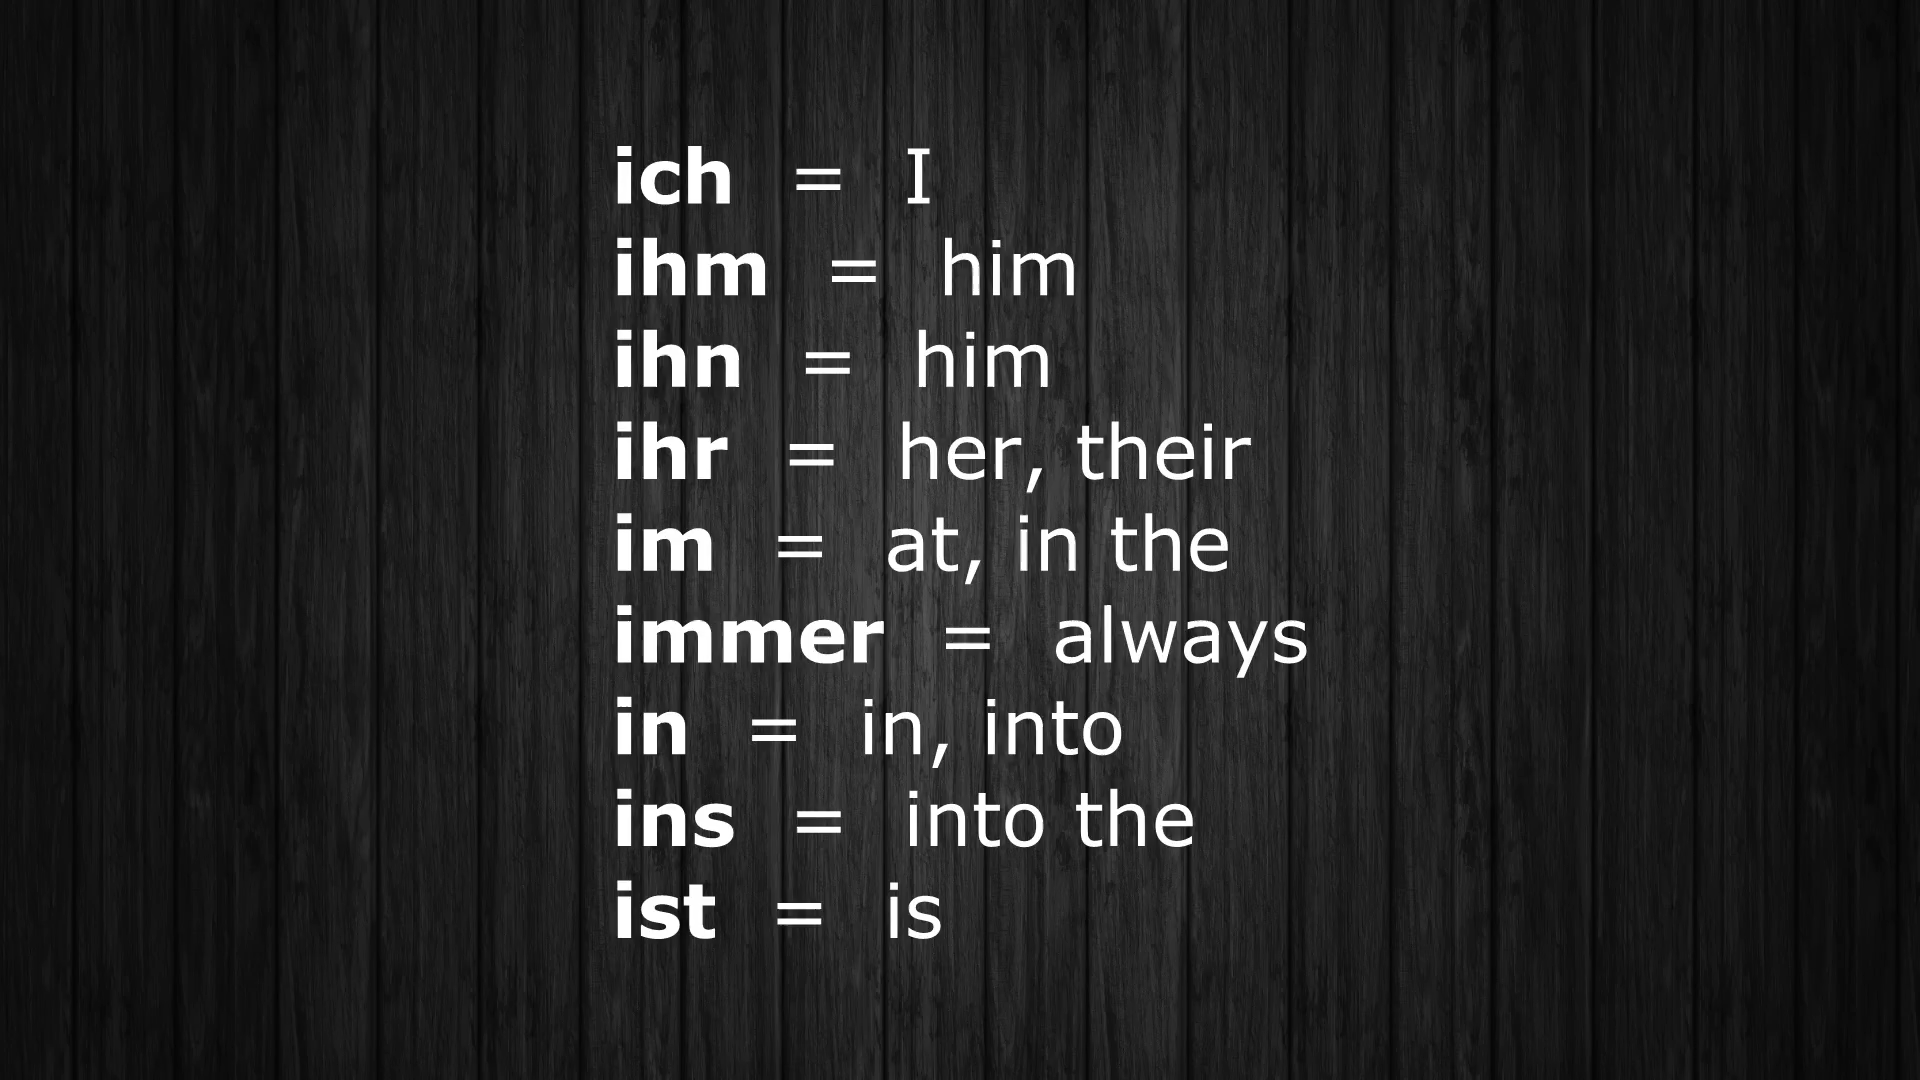 ich = I
ihm = him
ihn = him
ihr = her, their
im = at, in the
immer = always
in = in, into
ins = into the
ist = is